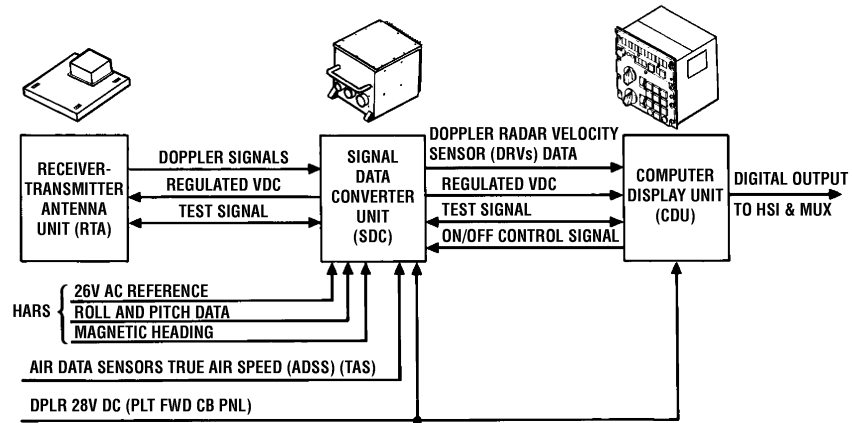 RECEIVER-
TRANSMITTER
ANTENNA
UNIT (RTA)
DOPPLER SIGNALS
REGULATED VDC
TEST SIGNAL
SIGNAL
DATA
CONVERTER
UNIT
(SDC)
DOPPLER RADAR VELOCITY
SENSOR (DRVs) DATA
REGULATED VDC
TEST SIGNAL
ON/OFF CONTROL SIGNAL
COMPUTER
DISPLAY UNIT
(CDU)
DIGITAL OUTPUT
TO HSI & MUX
HARS
26V AC REFERENCE
ROLL AND PITCH DATA
MAGNETIC HEADING
AIR DATA SENSORS TRUE AIR SPEED (ADSS) (TAS)
DPLR 28V DC (PLT FWD CB PNL)